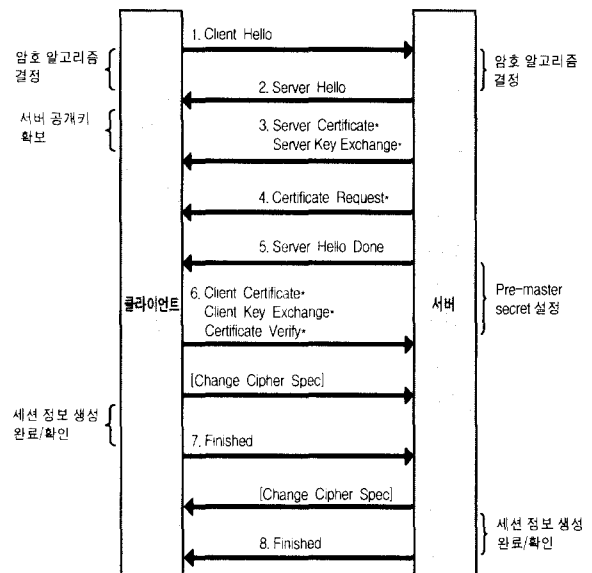 1. Client Hello
암호 알고리즘
결정
암호 알고리즘
결정
2. Server Hello
서버 공개키
확보
3. Server Certificate*
Server Key Exchange*
4. Certificate Request*
5. Server Hello Done
클라이언트
6. Client Certificate*
Client Key Exchange*
Certificate Verify*
서버
Pre-master
secret 설정
[Change Cipher Spec]
세션 정보 생성
완료/확인
7. Finished
[Change Cipher Spec]
세션 정보 생성
완료/확인
8. Finished